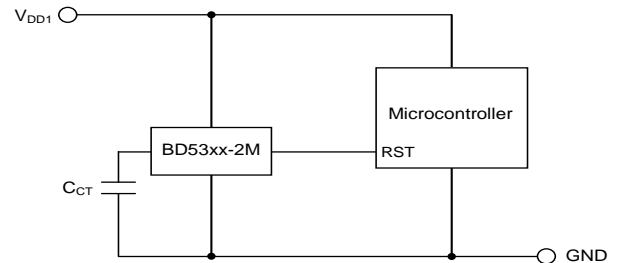 VDD1
Microcontroller
BD53xx-2M
RST
CCT
GND